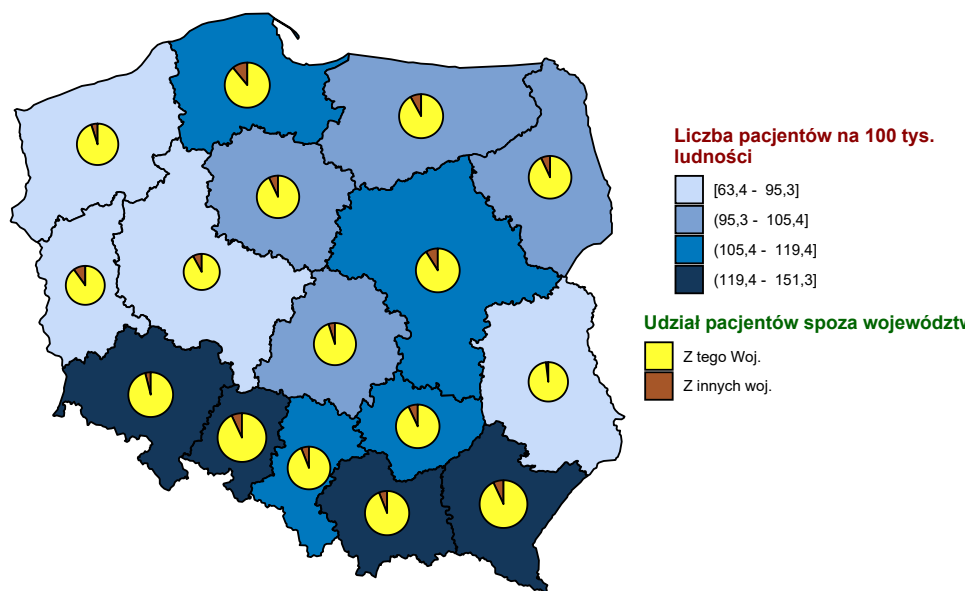 Liczba pacjentów na 100 tys.
ludności
[63,4 - 95,3]
(95,3 - 105,4]
(105,4 - 119,4]
(119,4 - 151,3]
Udział pacjentów spoza województw
Z tego Woj.
Z innych woj.